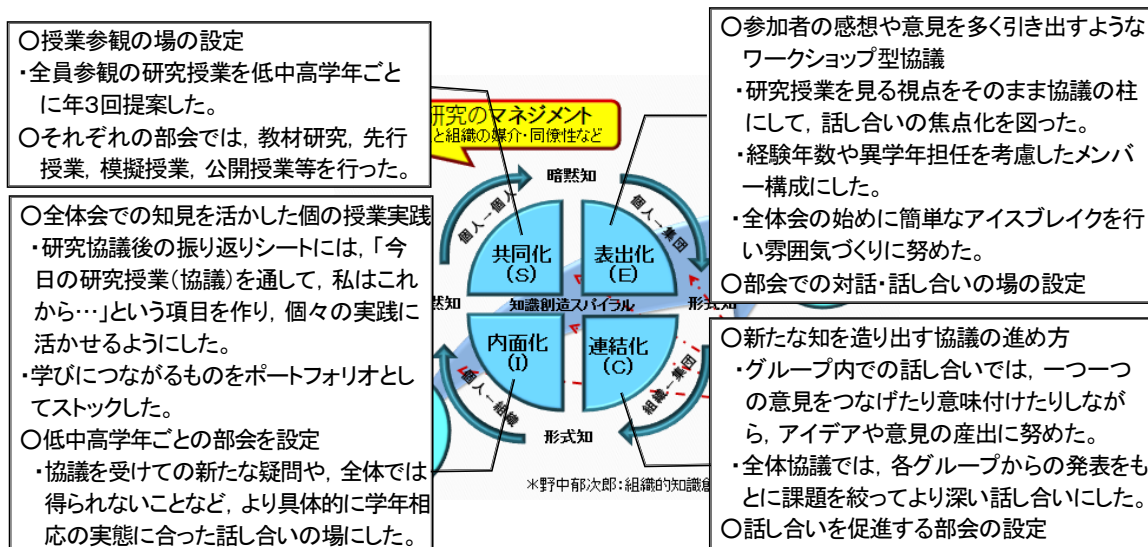 〇授業参観の場の設定
・全員参観の研究授業を低中高学年ごと
に年3回提案した。
〇それぞれの部会では，教材研究，先行
授業，模擬授業，公開授業等を行った。
〇全体会での知見を活かした個の授業実践
・研究協議後の振り返りシートには，「今
日の研究授業（協議）を通して，私はこれ
から…」という項目を作り，個々の実践に
活かせるようにした。
・学びにつながるものをポートフォリオとし
てストックした。
〇低中高学年ごとの部会を設定
・協議を受けての新たな疑問や，全体では
得られないことなど，より具体的に学年相
応の実態に合った話し合いの場にした。
研究のマネジメント
と組織の媒介・同僚性など
暗黙知
個人－個人
個人－集団
共同化
(S)
表出化
(E)
黙知
知識創造スパイラル
形式知
内面化
(I)
連結化
(C)
個人－組織
組織－集団
形式知
＊野中郁次郎：組織的知識創
〇参加者の感想や意見を多く引き出すような
ワークショップ型協議
・研究授業を見る視点をそのまま協議の柱
にして，話し合いの焦点化を図った。
・経験年数や異学年担任を考慮したメンバ
ー構成にした。
・全体会の始めに簡単なアイスブレイクを行
い雰囲気づくりに努めた。
〇部会での対話・話し合いの場の設定
〇新たな知を造り出す協議の進め方
・グループ内での話し合いでは，一つ一つ
の意見をつなげたり意味付けたりしなが
ら，アイデアや意見の産出に努めた。
・全体協議では，各グループからの発表をも
とに課題を絞ってより深い話し合いにした。
〇話し合いを促進する部会の設定